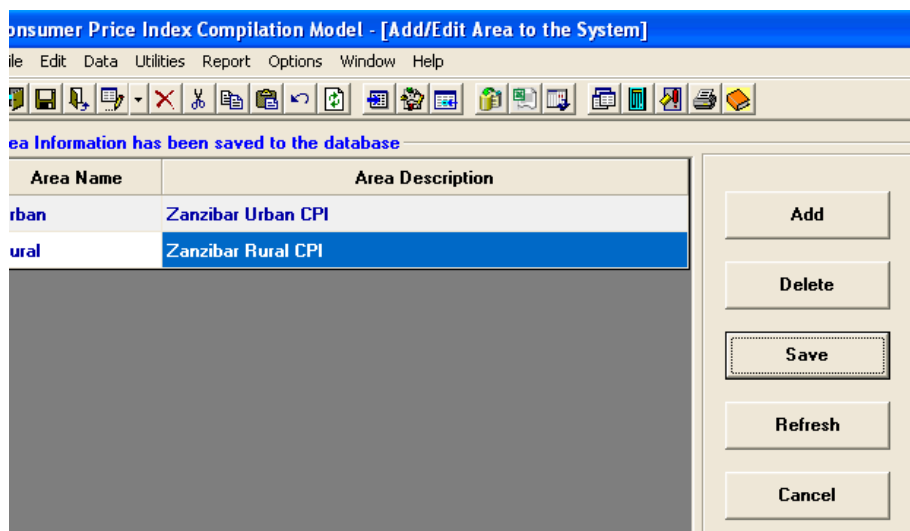 onsumer Price Index Compilation Model - [Add/Edit Area to the System]
ile Edit Data Utilities Report Options Window Help
ea Information has been saved to the database
Area Name Area Description
rban Zanzibar Urban CPI
ural Zanzibar Rural CPI
Add
Delete
Save
Refresh
Cancel